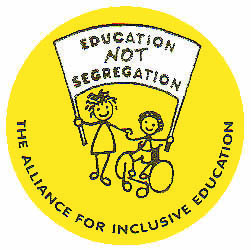 EDUCATION
NOT
SEGREGATION
THE ALLIANCE FOR INCLUSIVE EDUCATION